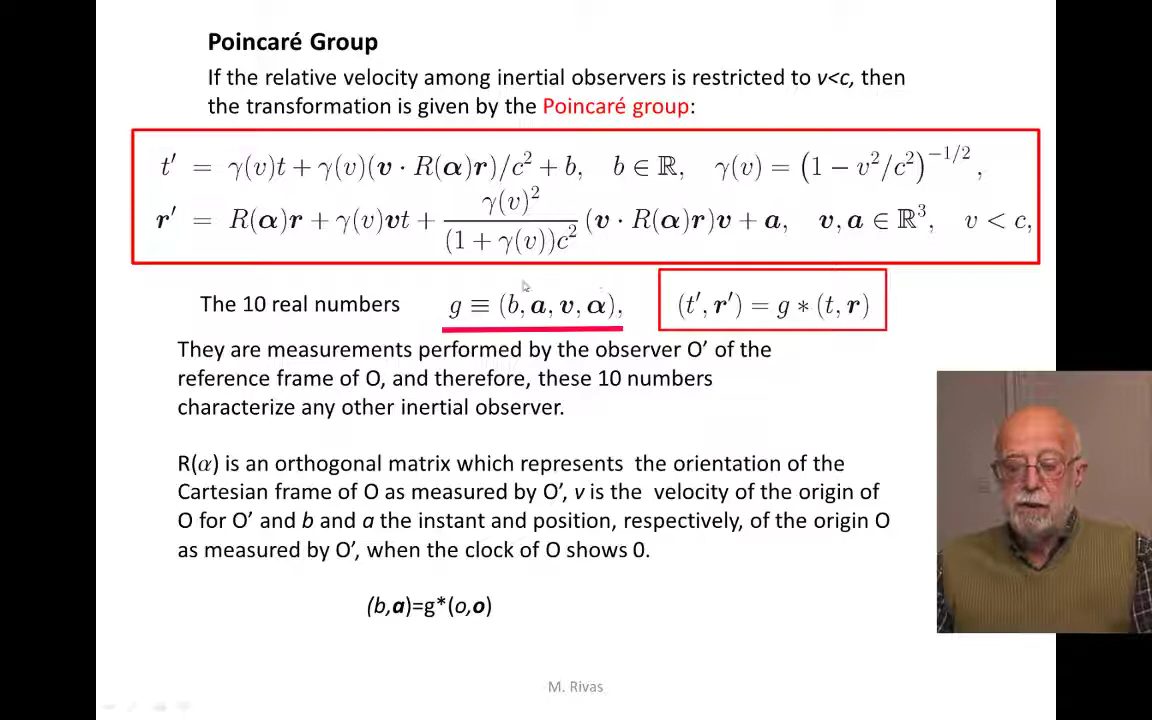 Poincaré Group
If the relative velocity among inertial observers is restricted to v<c, then
the transformation is given by the Poincaré group:
t′ = γ(v)t + γ(v)(v · R(α)r)/c² + b, b ∈ ℝ, γ(v) = (1 − v²/c²)^{−1/2},
r′ = R(α)r + γ(v)vt + \frac{γ(v)²}{(1 + γ(v))c²} (v · R(α)r)v + a, v, a ∈ ℝ³, v < c,
The 10 real numbers g ≡ (b, a, v, α), (t′, r′) = g ∗ (t, r)
They are measurements performed by the observer O’ of the
reference frame of O, and therefore, these 10 numbers
characterize any other inertial observer.
R(α) is an orthogonal matrix which represents the orientation of the
Cartesian frame of O as measured by O’, v is the velocity of the origin of
O for O’ and b and a the instant and position, respectively, of the origin O
as measured by O’, when the clock of O shows 0.
(b,a)=g*(o,o)
M. Rivas